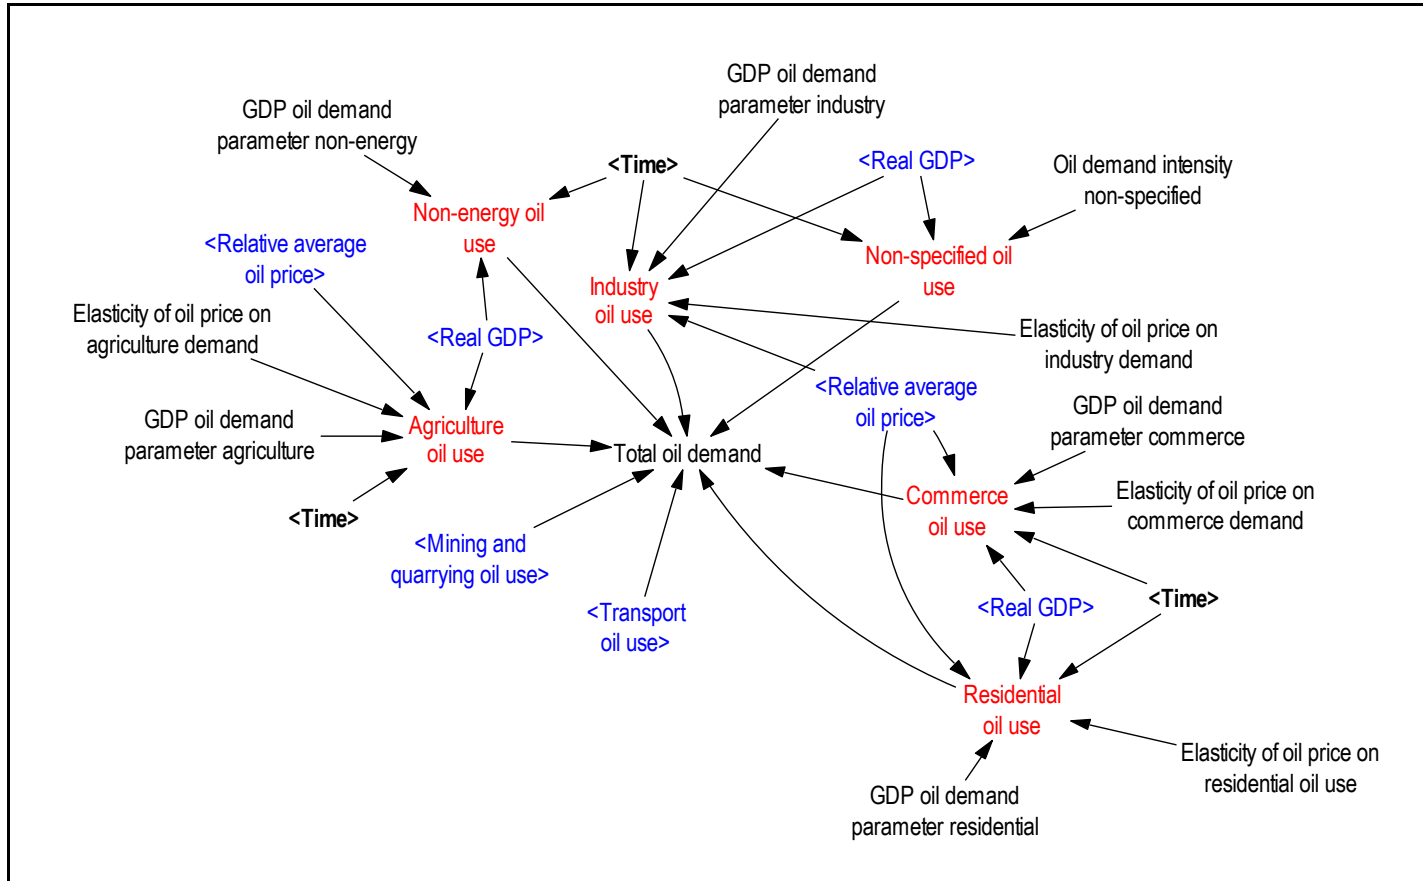 GDP oil demand
parameter industry
GDP oil demand
parameter non-energy
<Time>
<Real GDP>
Oil demand intensity
non-specified
Non-energy oil
use
<Relative average
oil price>
Non-specified oil
use
Industry
oil use
Elasticity of oil price on
agriculture demand
<Real GDP>
Elasticity of oil price on
industry demand
<Relative average
oil price>
GDP oil demand
parameter commerce
GDP oil demand
parameter agriculture
Agriculture
oil use
Total oil demand
Commerce
oil use
Elasticity of oil price on
commerce demand
<Time>
<Mining and
quarrying oil use>
<Transport
oil use>
<Real GDP>
<Time>
Residential
oil use
Elasticity of oil price on
residential oil use
GDP oil demand
parameter residential